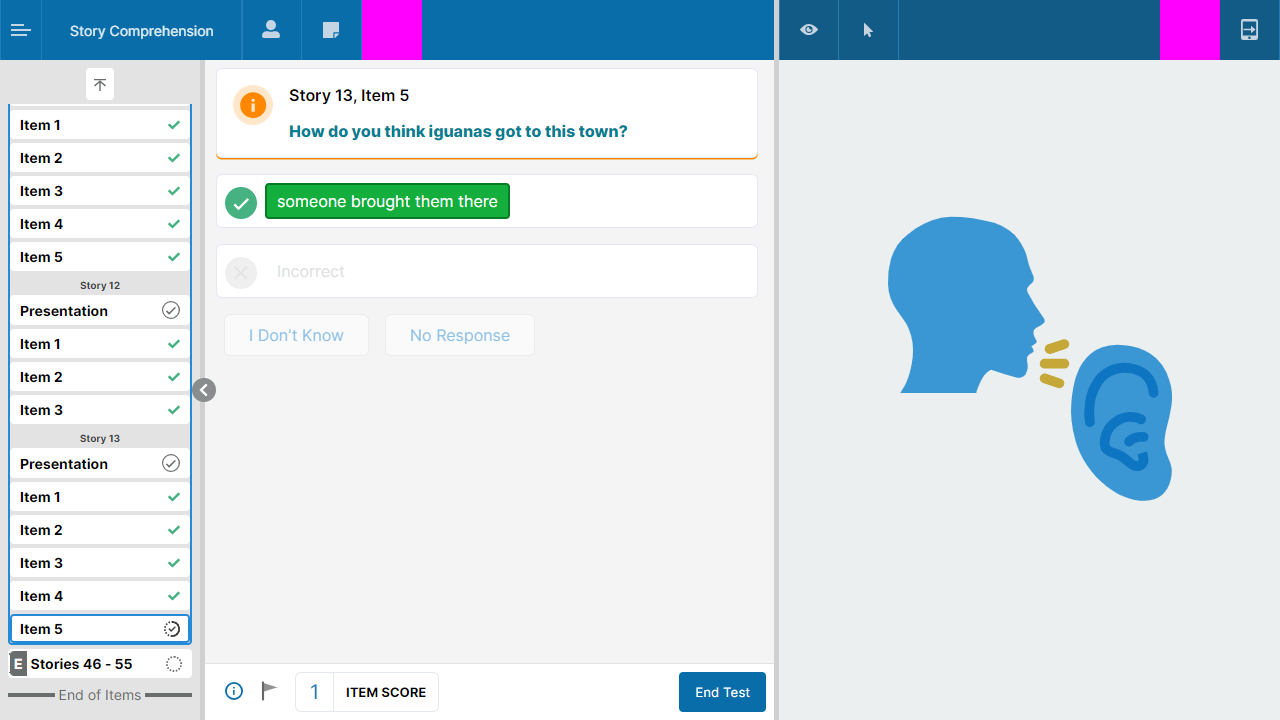 Story Comprehension
Item 1
Item 2
Item 3
Item 4
Item 5
Story 12
Presentation
Item 1
Item 2
Item 3
Story 13
Presentation
Item 1
Item 2
Item 3
Item 4
Item 5
E Stories 46 - 55
End of Items
Story 13, Item 5
How do you think iguanas got to this town?
someone brought them there
Incorrect
I Don't Know
No Response
1 ITEM SCORE
End Test